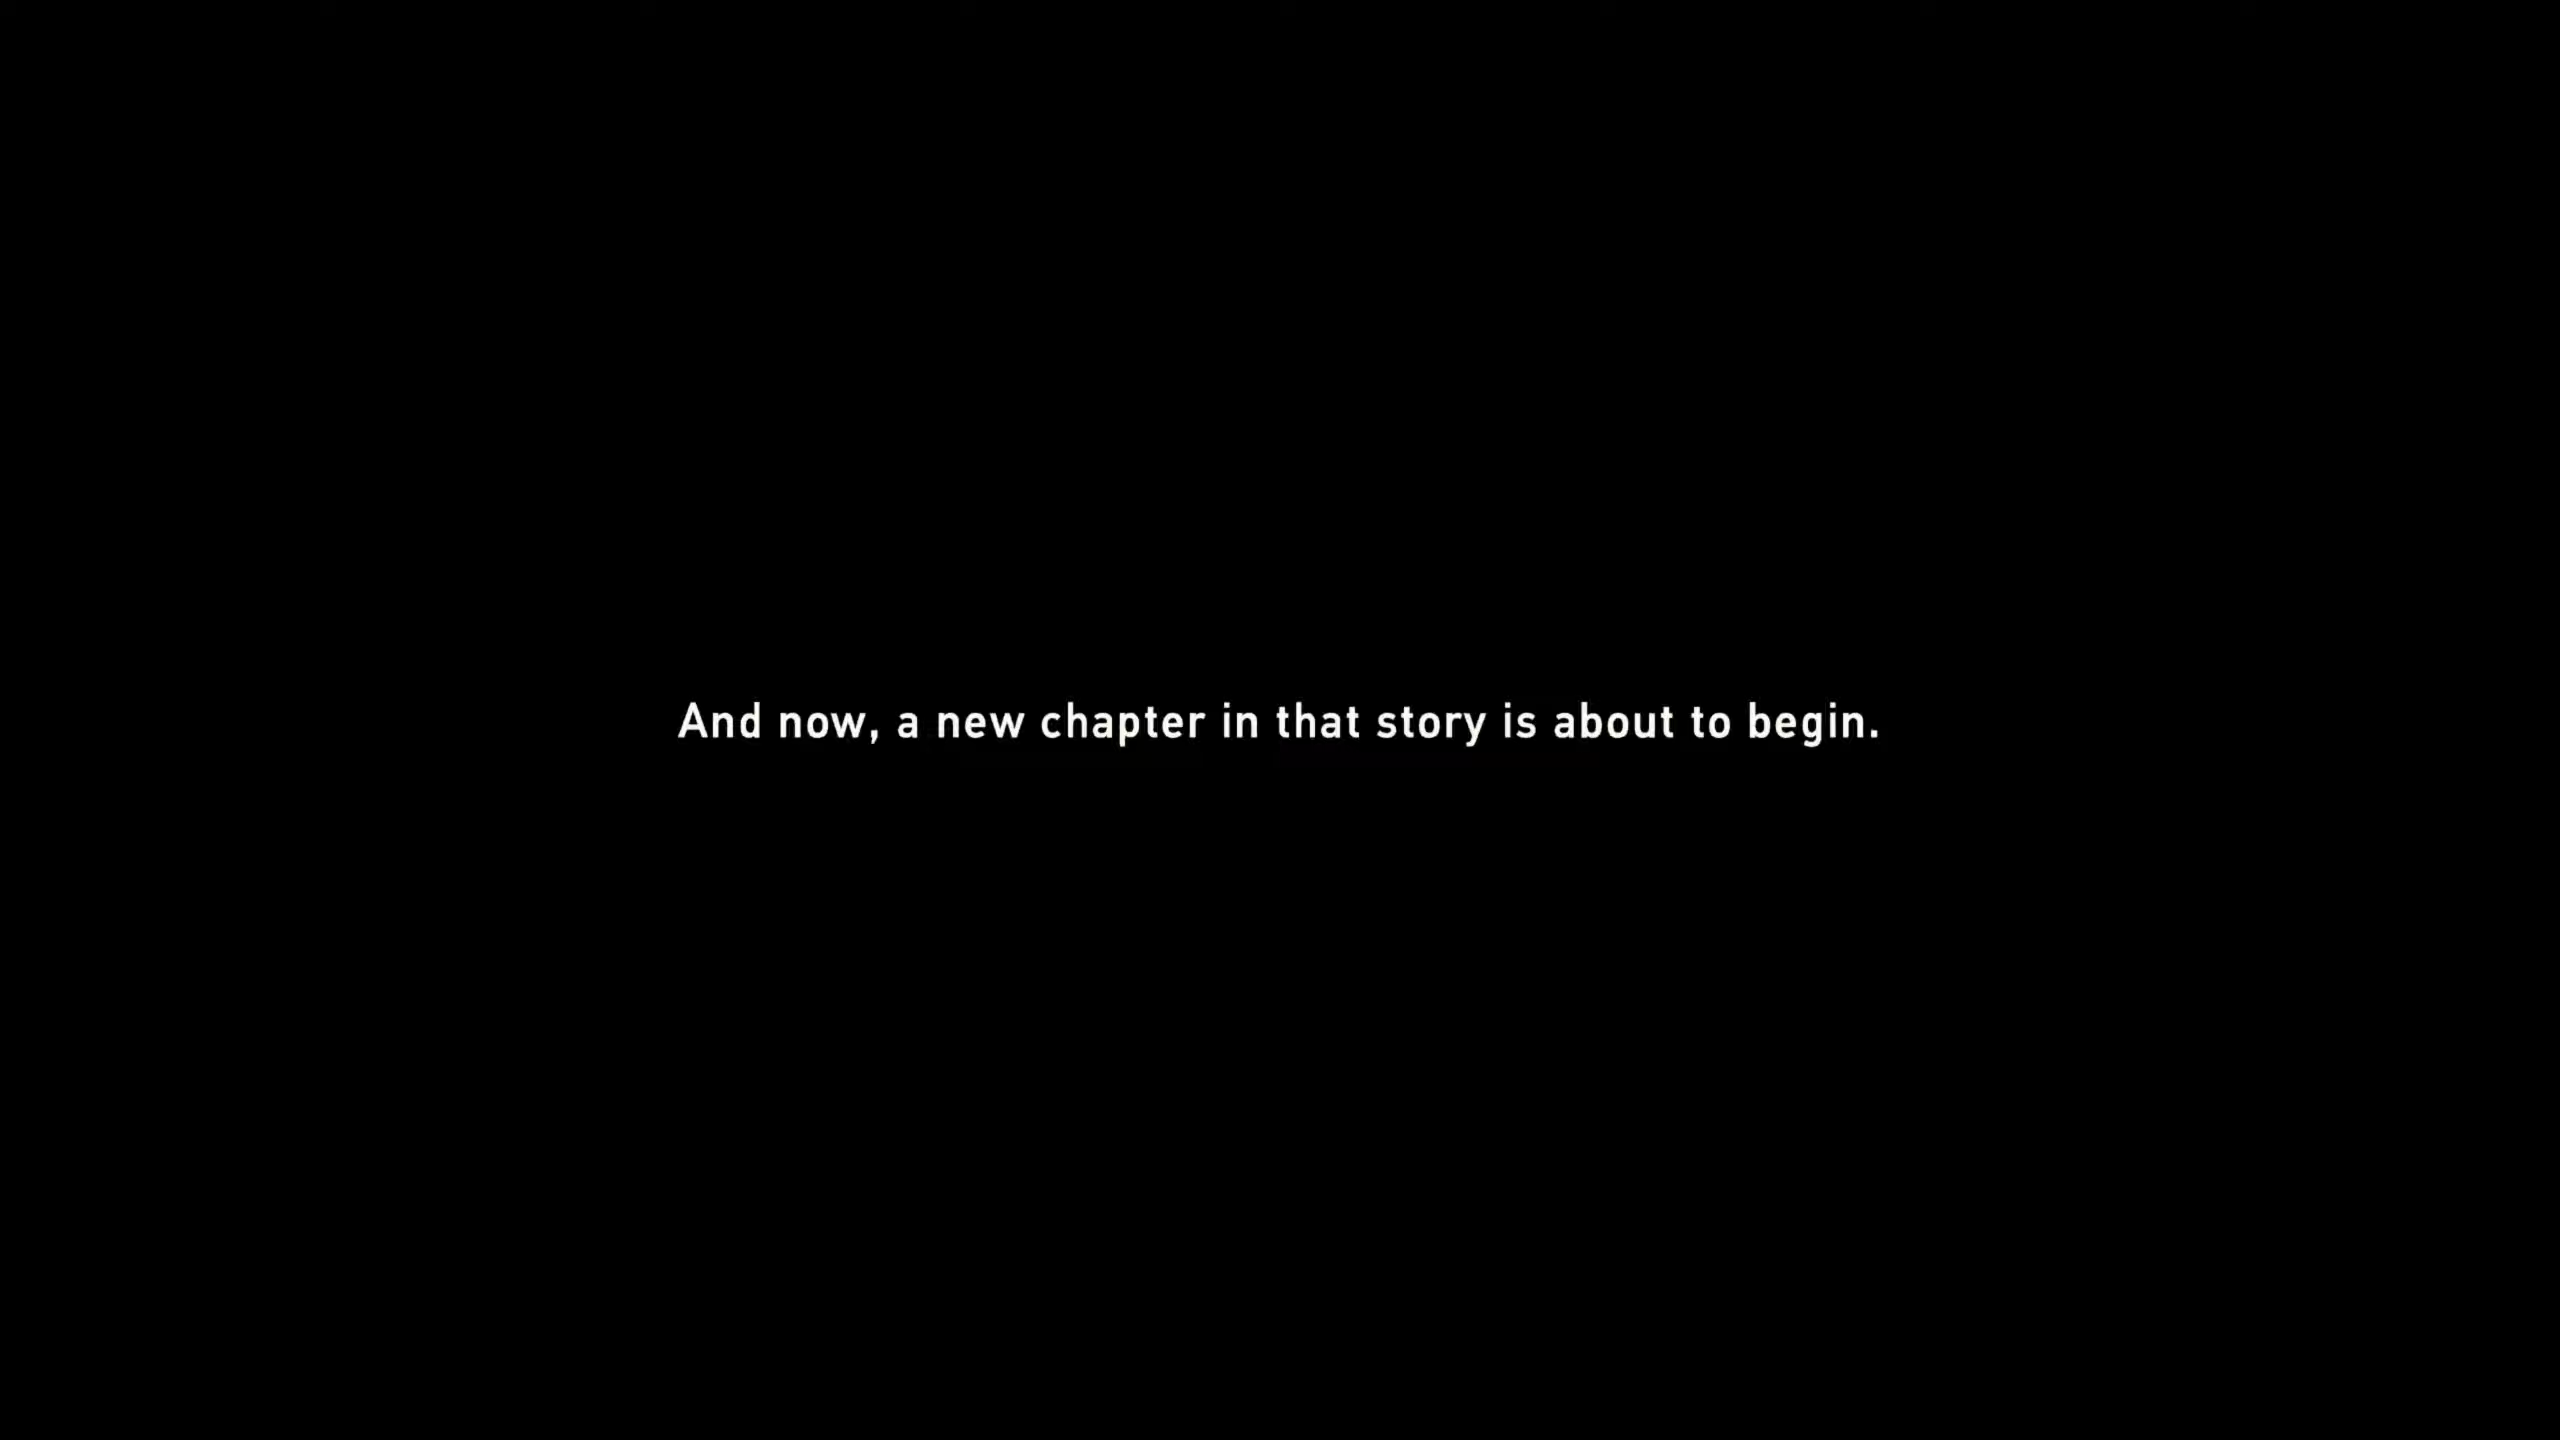 And now, a new chapter in that story is about to begin.